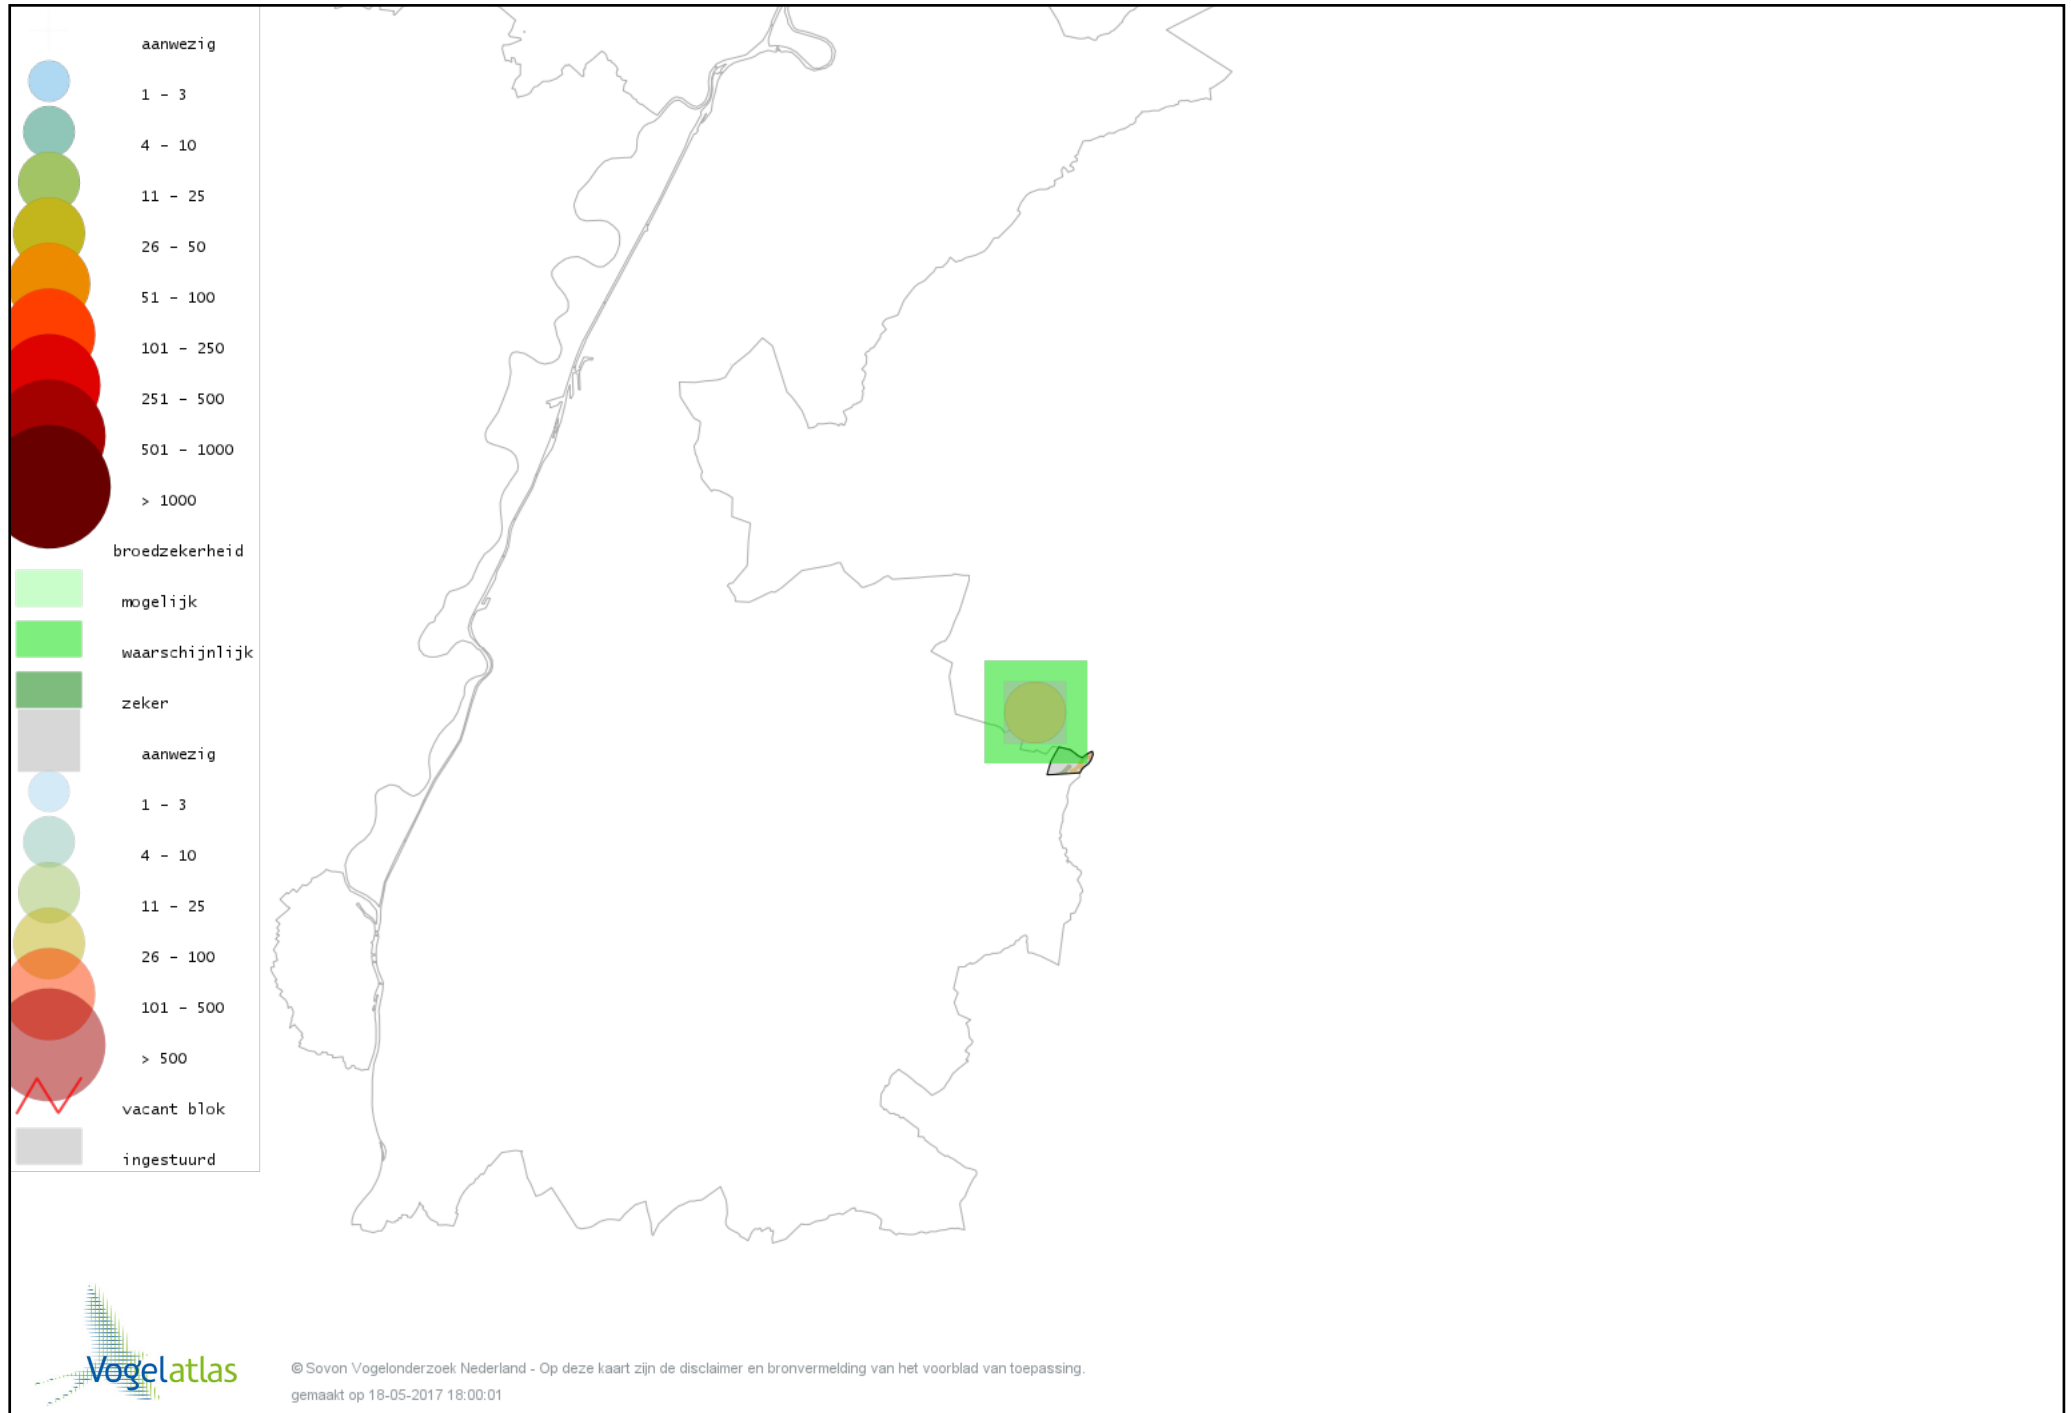 aanwezig
1 - 3
4 - 10
11 - 25
26 - 50
51 - 100
101 - 250
251 - 500
501 - 1000
> 1000
broedzekerheid
mogelijk
waarschijnlijk
zeker
aanwezig
1 - 3
4 - 10
11 - 25
26 - 100
101 - 500
> 500
vacant blok
ingestuurd
Vogelatlas
© Sovon Vogelonderzoek Nederland - Op deze kaart zijn de disclaimer en bronvermelding van het voorblad van toepassing.
gemaakt op 18-05-2017 18:00:01